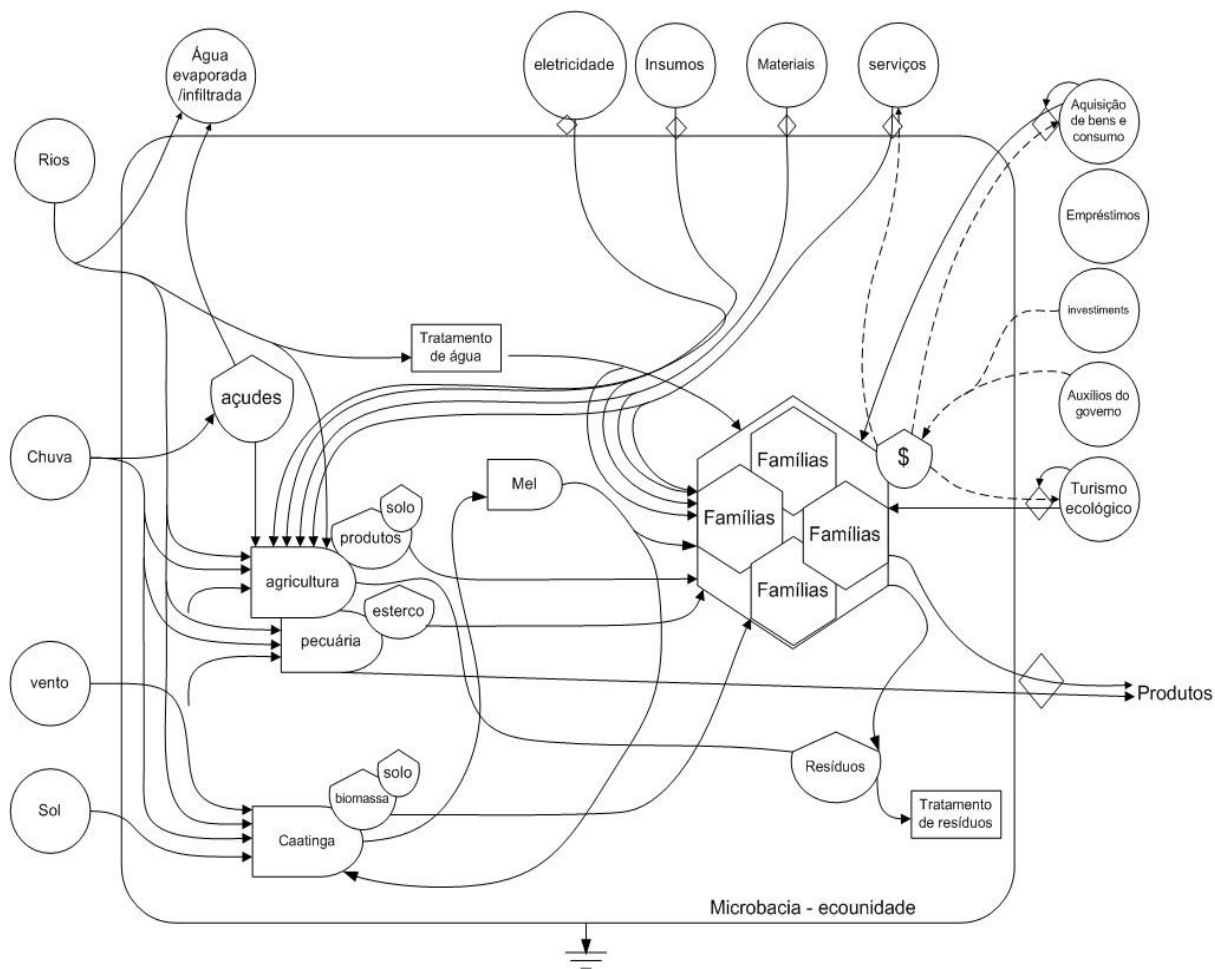 Água
evaporada
/infiltrada
eletricidade
Insumos
Materiais
serviços
Aquisição
de bens e
consumo
Rios
Empréstimos
investiments
Tratamento
de água
açudes
Auxílios do
governo
Chuva
Famílias
$
Mel
solo
Turismo
ecológico
Famílias
produtos
Famílias
agricultura
Famílias
esterco
pecuária
vento
Produtos
Resíduos
solo
biomassa
Sol
Tratamento
de resíduos
Caatinga
Microbacia - ecounidade